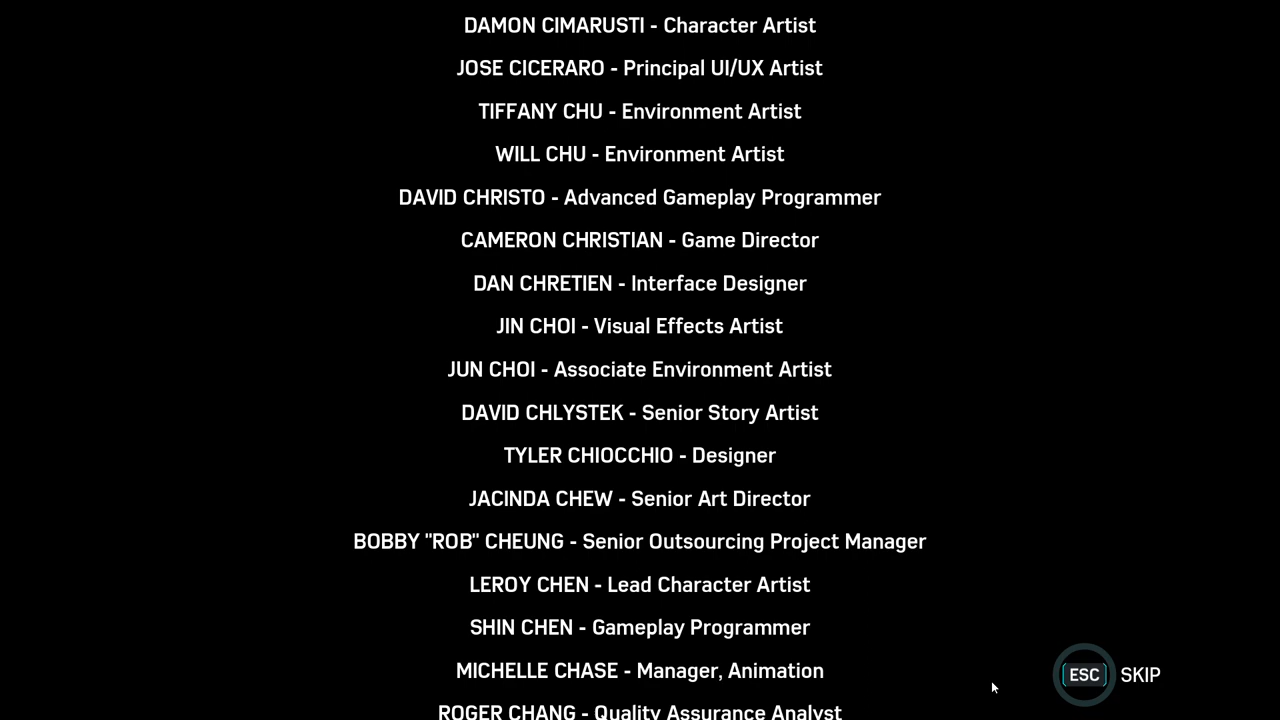 DAMON CIMARUSTI - Character Artist
JOSE CICERARO - Principal UI/UX Artist
TIFFANY CHU - Environment Artist
WILL CHU - Environment Artist
DAVID CHRISTO - Advanced Gameplay Programmer
CAMERON CHRISTIAN - Game Director
DAN CHRETIEN - Interface Designer
JIN CHOI - Visual Effects Artist
JUN CHOI - Associate Environment Artist
DAVID CHLYSTEK - Senior Story Artist
TYLER CHIOCCHIO - Designer
JACINDA CHEW - Senior Art Director
BOBBY "ROB" CHEUNG - Senior Outsourcing Project Manager
LEROY CHEN - Lead Character Artist
SHIN CHEN - Gameplay Programmer
MICHELLE CHASE - Manager, Animation
ESC SKIP
ROGER CHANG - Quality Assurance Analyst